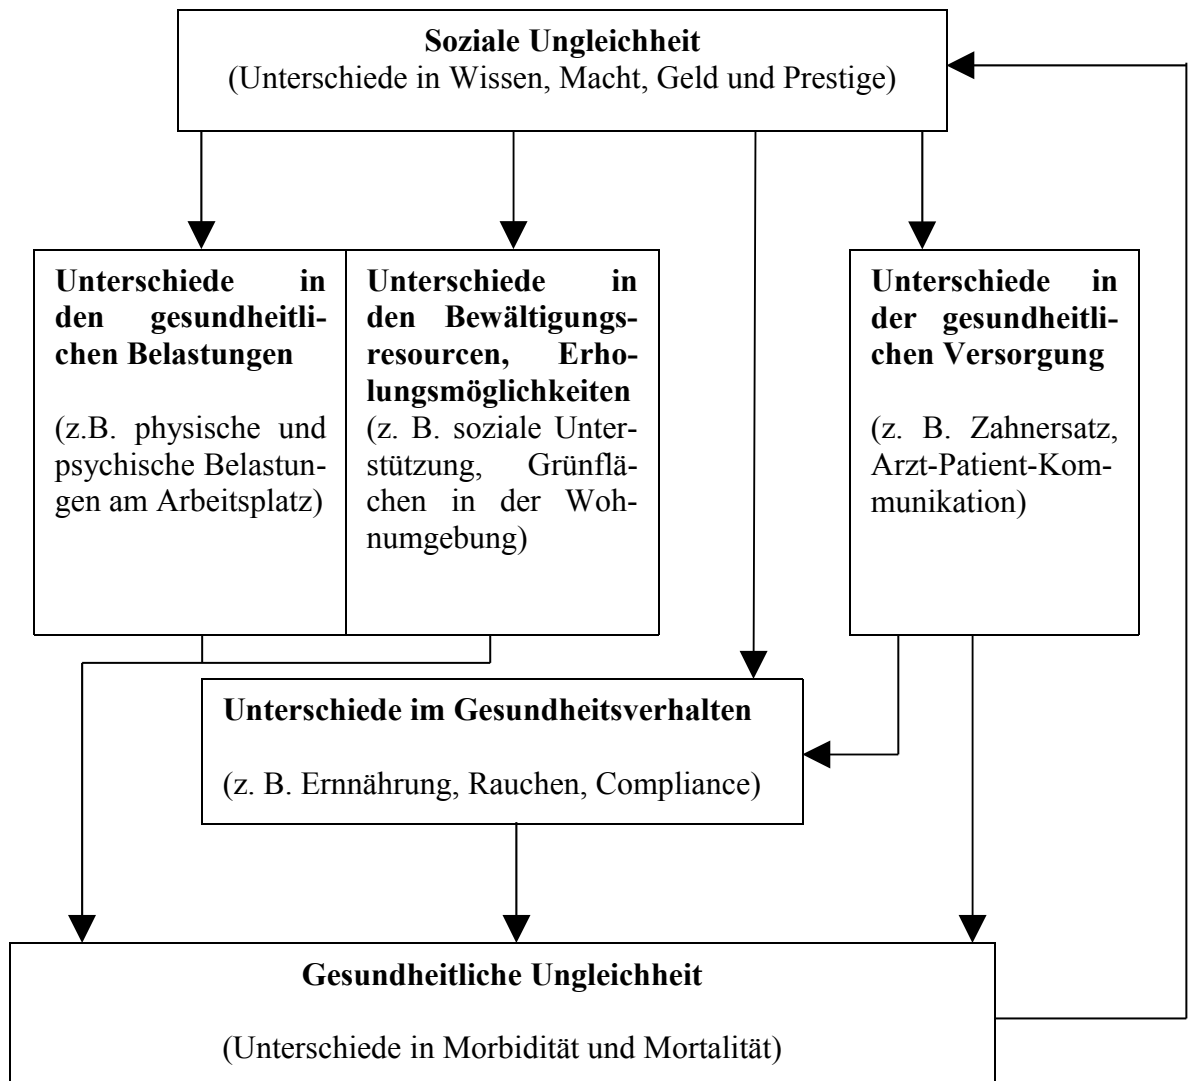 Soziale Ungleichheit
(Unterschiede in Wissen, Macht, Geld und Prestige)
Unterschiede in
den gesundheitli-
chen Belastungen
(z.B. physische und
psychische Belastun-
gen am Arbeitsplatz)
Unterschiede in
den Bewältigungs-
resourcen, Erho-
lungsmöglichkeiten
(z. B. soziale Unter-
stützung, Grünflä-
chen in der Woh-
numgebung)
Unterschiede in
der gesundheitli-
chen Versorgung
(z. B. Zahnersatz,
Arzt-Patient-Kom-
munikation)
Unterschiede im Gesundheitsverhalten
(z. B. Ernnährung, Rauchen, Compliance)
Gesundheitliche Ungleichheit
(Unterschiede in Morbidität und Mortalität)